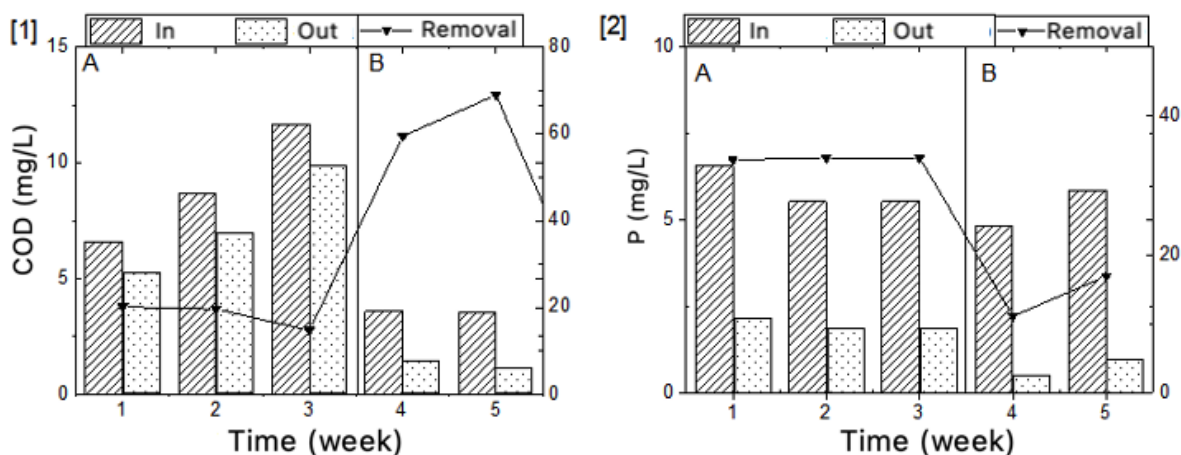 [1] In Out Removal
A B
COD (mg/L)
15
10
5
0
80
60
40
20
0
1 2 3 4 5
Time (week)
[2] In Out Removal
A B
P (mg/L)
10
5
0
40
20
0
1 2 3 4 5
Time (week)